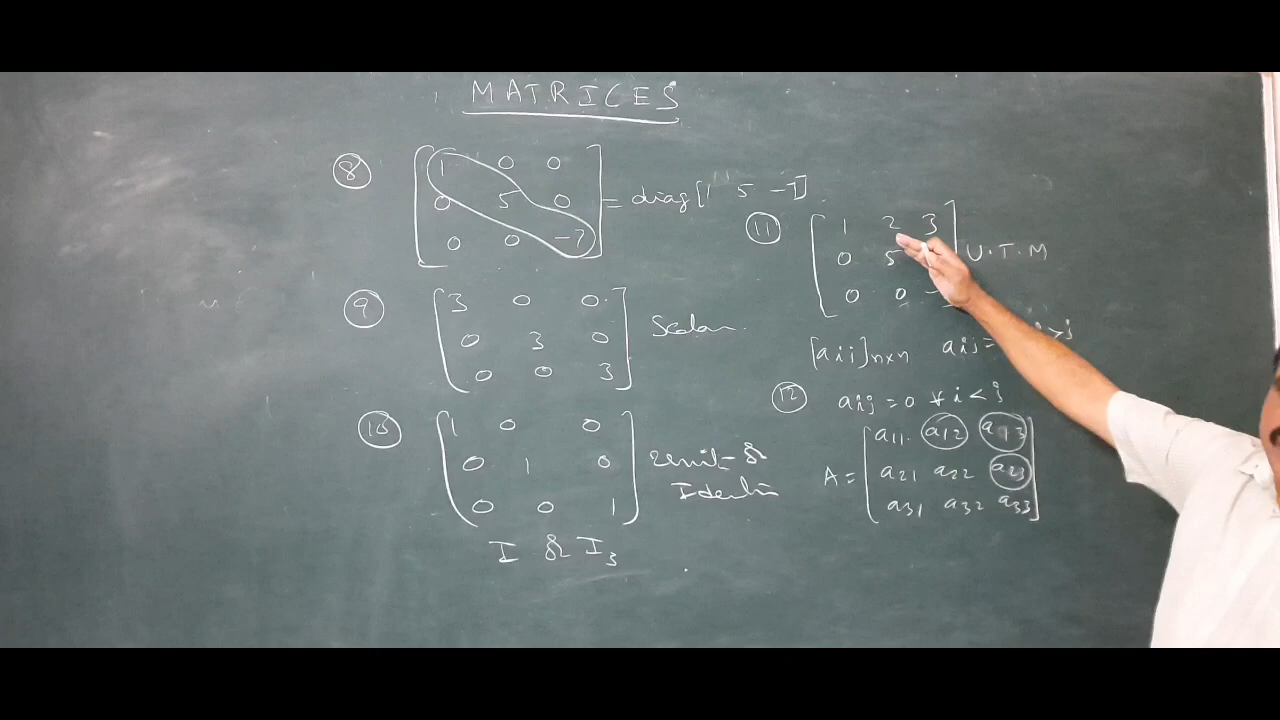 MATRICES
⑧ [1 0 0
0 5 0
0 0 -7] = diag[1 5 -7]
⑨ [3 0 0
0 3 0
0 0 3] Scalar
⑩ [1 0 0
0 1 0
0 0 1] unit &
Identity
I & I₃
⑪ [1 2 3
0 5
0 0 U.T.M
[aij]n×n aij = i>j
⑫ aij = 0 ∀ i < j
A = [a11 a12 a13
a21 a22 a23
a31 a32 a33]